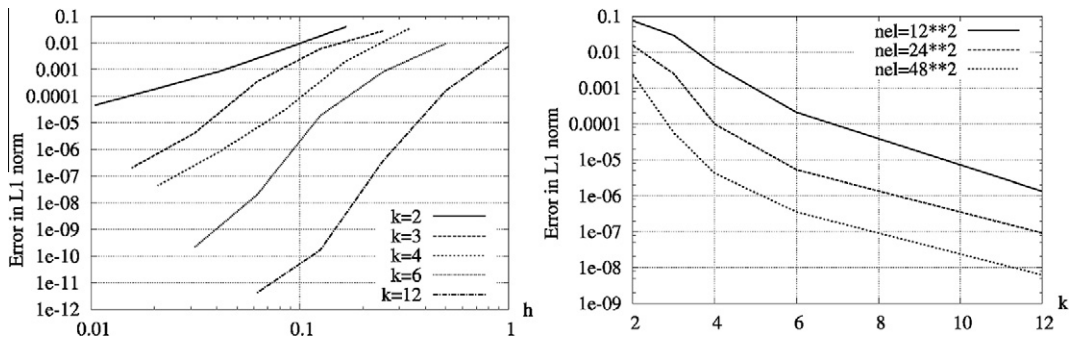 Error in L1 norm
0.1
0.01
0.001
0.0001
1e-05
1e-06
1e-07
1e-08
1e-09
1e-10
1e-11
1e-12
k=2
k=3
k=4
k=6
k=12
0.01
0.1
h
1
Error in L1 norm
0.1
0.01
0.001
0.0001
1e-05
1e-06
1e-07
1e-08
1e-09
nel=12**2
nel=24**2
nel=48**2
2
4
6
8
10
k
12